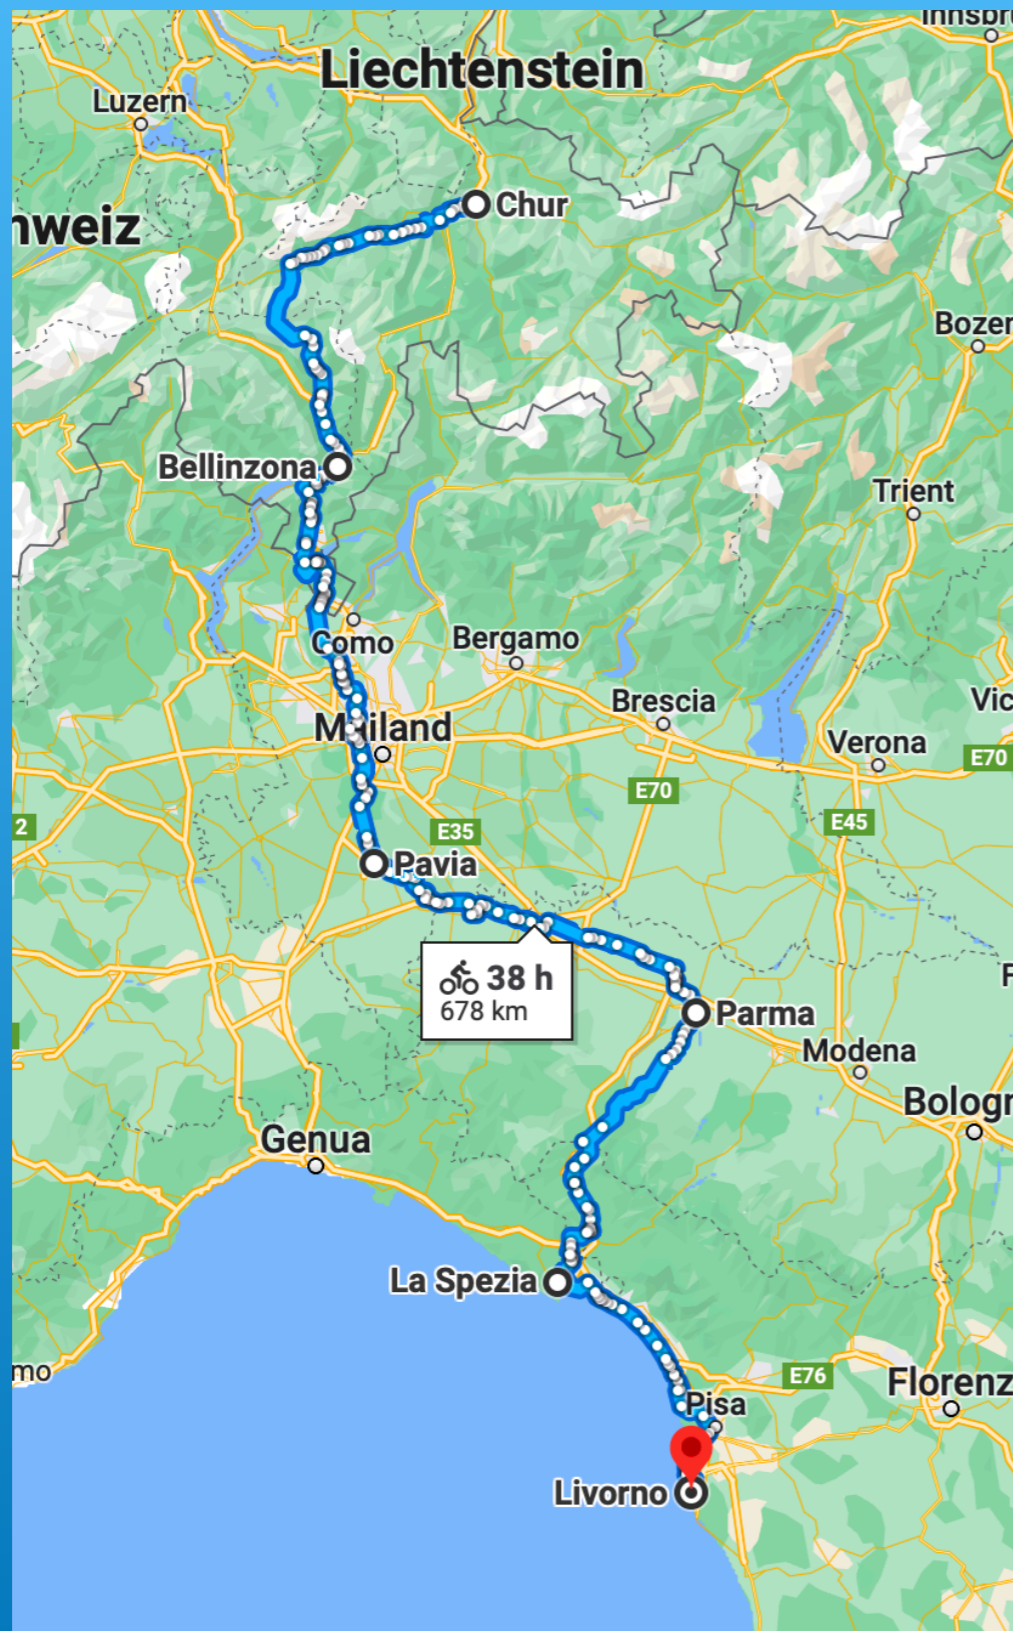 Innsbru
Liechtenstein
Luzern
Chur
hweiz
Bozen
Bellinzona
Trient
Como
Bergamo
Brescia
Vic
Mailand
Verona
E70
E70
2
E35
E45
Pavia
38 h
678 km
Parma
Modena
Bologn
Genua
La Spezia
mo
E76
Florenz
Pisa
Livorno